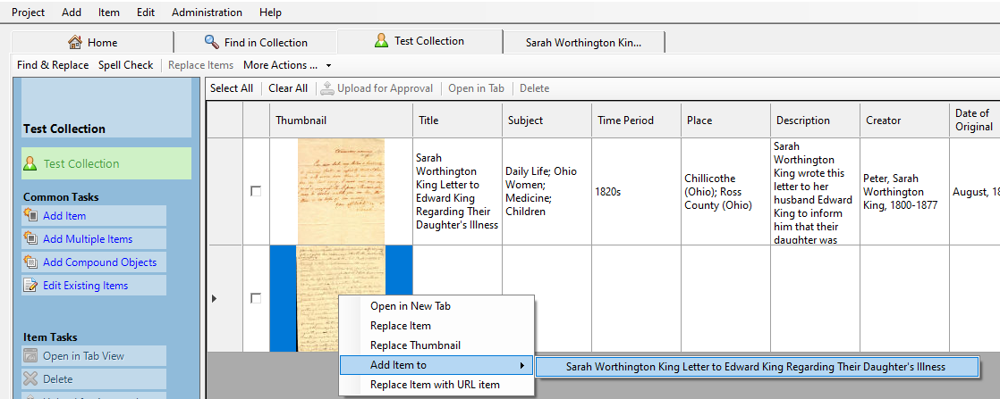 Project Add Item Edit Administration Help
Home Find in Collection Test Collection Sarah Worthington Kin...
Find & Replace Spell Check Replace Items More Actions ...
Test Collection
Test Collection
Common Tasks
Add Item
Add Multiple Items
Add Compound Objects
Edit Existing Items
Item Tasks
Open in Tab View
Delete
Select All Clear All Upload for Approval Open in Tab Delete
Thumbnail Title Subject Time Period Place Description Creator Date of
Original
Sarah
Worthington
King Letter to
Edward King
Regarding Their
Daughter's Illness
Daily Life; Ohio
Women;
Medicine;
Children
1820s
Chillicothe
(Ohio); Ross
County (Ohio)
Sarah
Worthington
King wrote this
letter to her
husband Edward
King to inform
him that their
daughter was
Peter, Sarah
Worthington
King, 1800-1877
August, 18
Open in New Tab
Replace Item
Replace Thumbnail
Add Item to
Replace Item with URL item
Sarah Worthington King Letter to Edward King Regarding Their Daughter's Illness